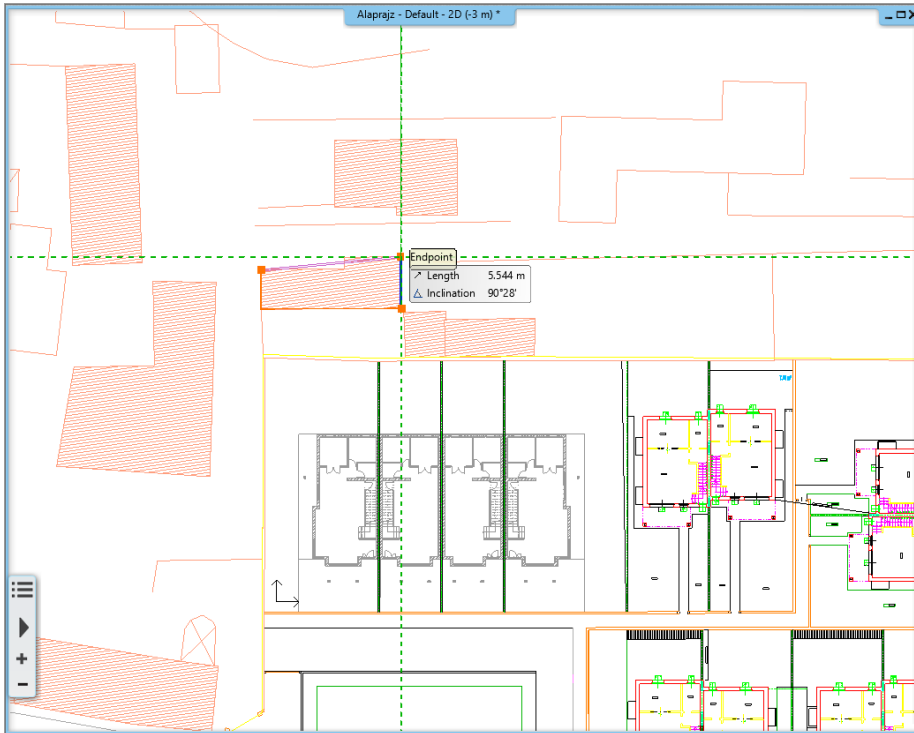 Alaprajz - Default - 2D (-3 m) *
Endpoint
Length 5.544 m
Inclination 90°28'